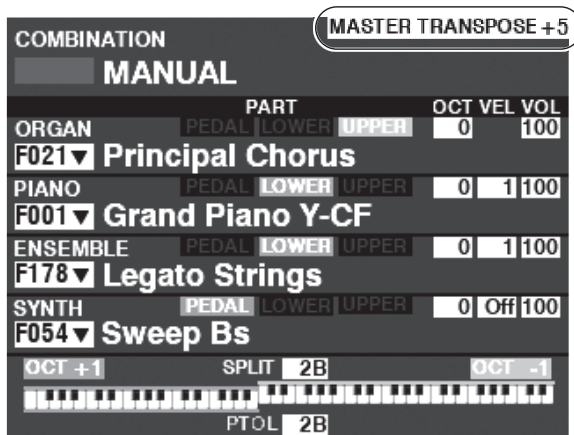 MASTER TRANSPOSE +5
COMBINATION
MANUAL
PART OCT VEL VOL
ORGAN PEDAL LOWER UPPER 0 100
F021▼ Principal Chorus
PIANO PEDAL LOWER UPPER 0 1 100
F001▼ Grand Piano Y-CF
ENSEMBLE PEDAL LOWER UPPER 0 1 100
F178▼ Legato Strings
SYNTH PEDAL LOWER UPPER 0 Off 100
F054▼ Sweep Bs
OCT +1 SPLIT 2B OCT -1
PTOL 2B